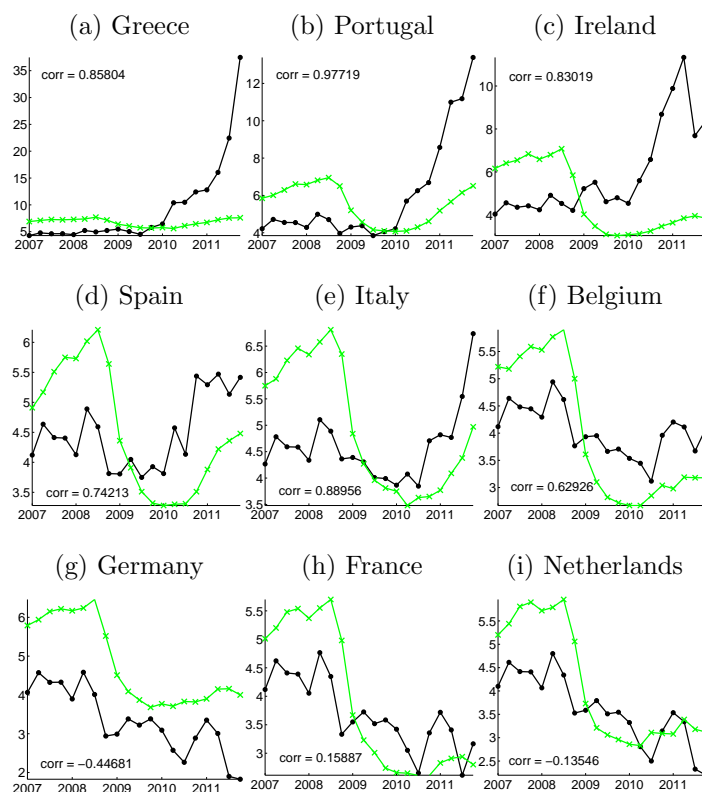 (a) Greece
(b) Portugal
(c) Ireland
35
30
25
20
15
10
5
corr = 0.85804
2007 2008 2009 2010 2011
12
10
8
6
4
corr = 0.97719
2007 2008 2009 2010 2011
10
8
6
4
corr = 0.83019
2007 2008 2009 2010 2011
(d) Spain
(e) Italy
(f) Belgium
6
5.5
5
4.5
4
3.5
corr = 0.74213
2007 2008 2009 2010 2011
6.5
6
5.5
5
4.5
4
3.5
corr = 0.88956
2007 2008 2009 2010 2011
5.5
5
4.5
4
3.5
3
corr = 0.62926
2007 2008 2009 2010 2011
(g) Germany
(h) France
(i) Netherlands
6
5
4
3
2
corr = −0.44681
2007 2008 2009 2010 2011
5.5
5
4.5
4
3.5
3
corr = 0.15887
2007 2008 2009 2010 2011
5.5
5
4.5
4
3.5
3
2.5
corr = −0.13546
2007 2008 2009 2010 2011